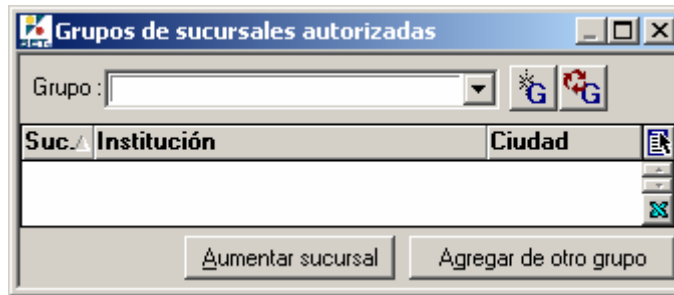 Grupos de sucursales autorizadas
Grupo :
G G
Suc. Institución Ciudad
Aumentar sucursal Agregar de otro grupo